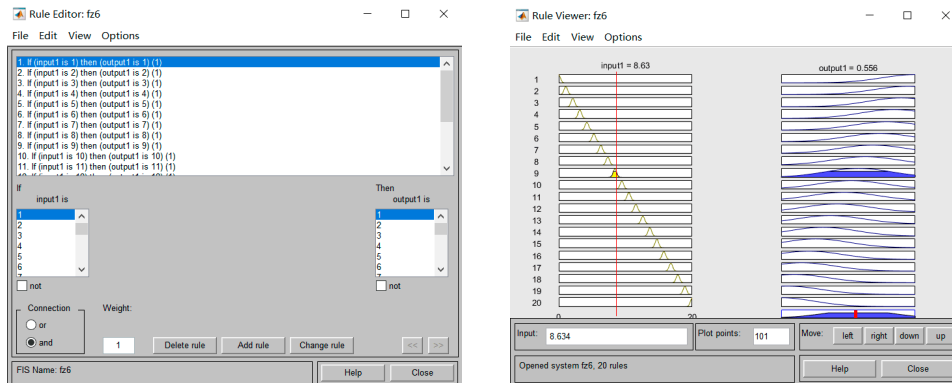 Rule Editor: fz6
File Edit View Options
1. If (input1 is 1) then (output1 is 1) (1)
2. If (input1 is 2) then (output1 is 2) (1)
3. If (input1 is 3) then (output1 is 3) (1)
4. If (input1 is 4) then (output1 is 4) (1)
5. If (input1 is 5) then (output1 is 5) (1)
6. If (input1 is 6) then (output1 is 6) (1)
7. If (input1 is 7) then (output1 is 7) (1)
8. If (input1 is 8) then (output1 is 8) (1)
9. If (input1 is 9) then (output1 is 9) (1)
10. If (input1 is 10) then (output1 is 10) (1)
11. If (input1 is 11) then (output1 is 11) (1)
If Then
input1 is output1 is
1 1
2 2
3 3
4 4
5 5
6 6
not not
Connection Weight:
or
and 1 Delete rule Add rule Change rule << >>
FIS Name: fz6 Help Close
Rule Viewer: fz6
File Edit View Options
input1 = 8.63 output1 = 0.556
1
2
3
4
5
6
7
8
9
10
11
12
13
14
15
16
17
18
19
20
0 20
Input: 8.634 Plot points: 101 Move: left right down up
Opened system fz6, 20 rules Help Close